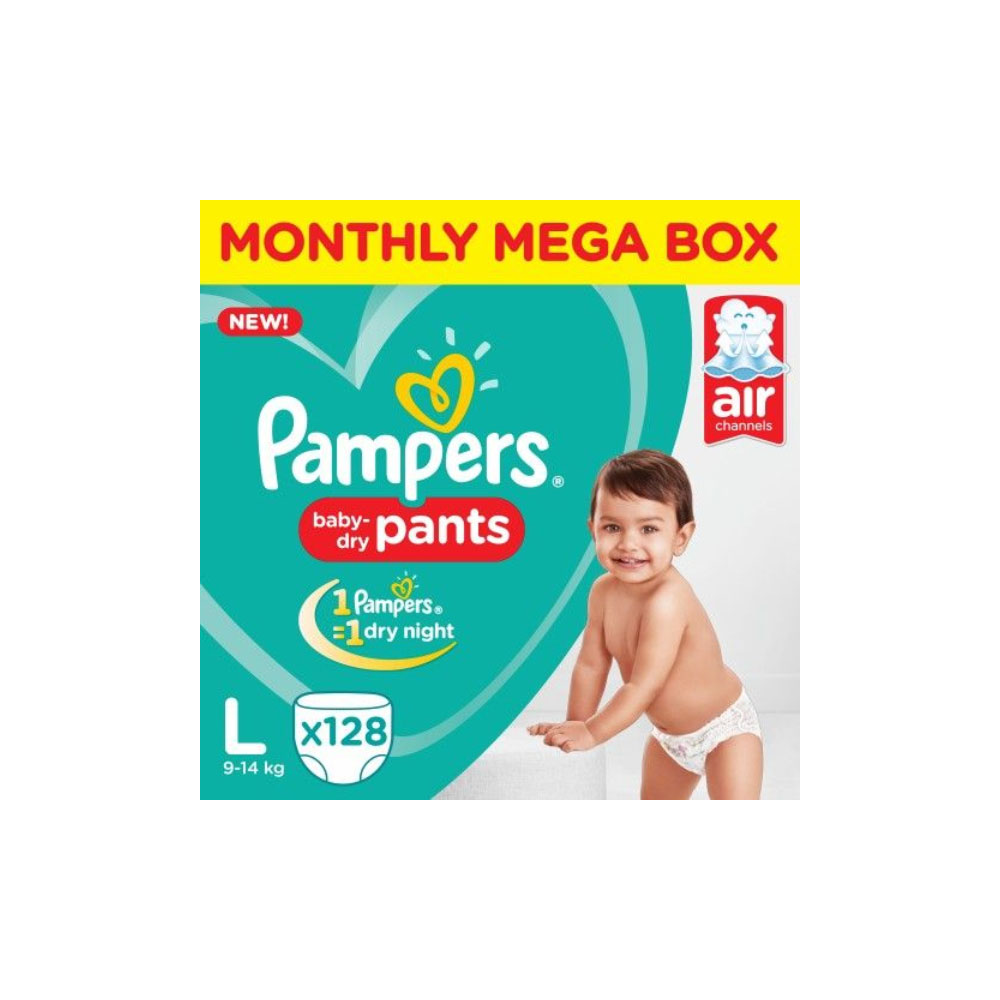 MONTHLY MEGA BOX
NEW!
air
channels
Pampers®
baby-
dry pants
1 Pampers®
=1 dry night
L
x128
9-14 kg